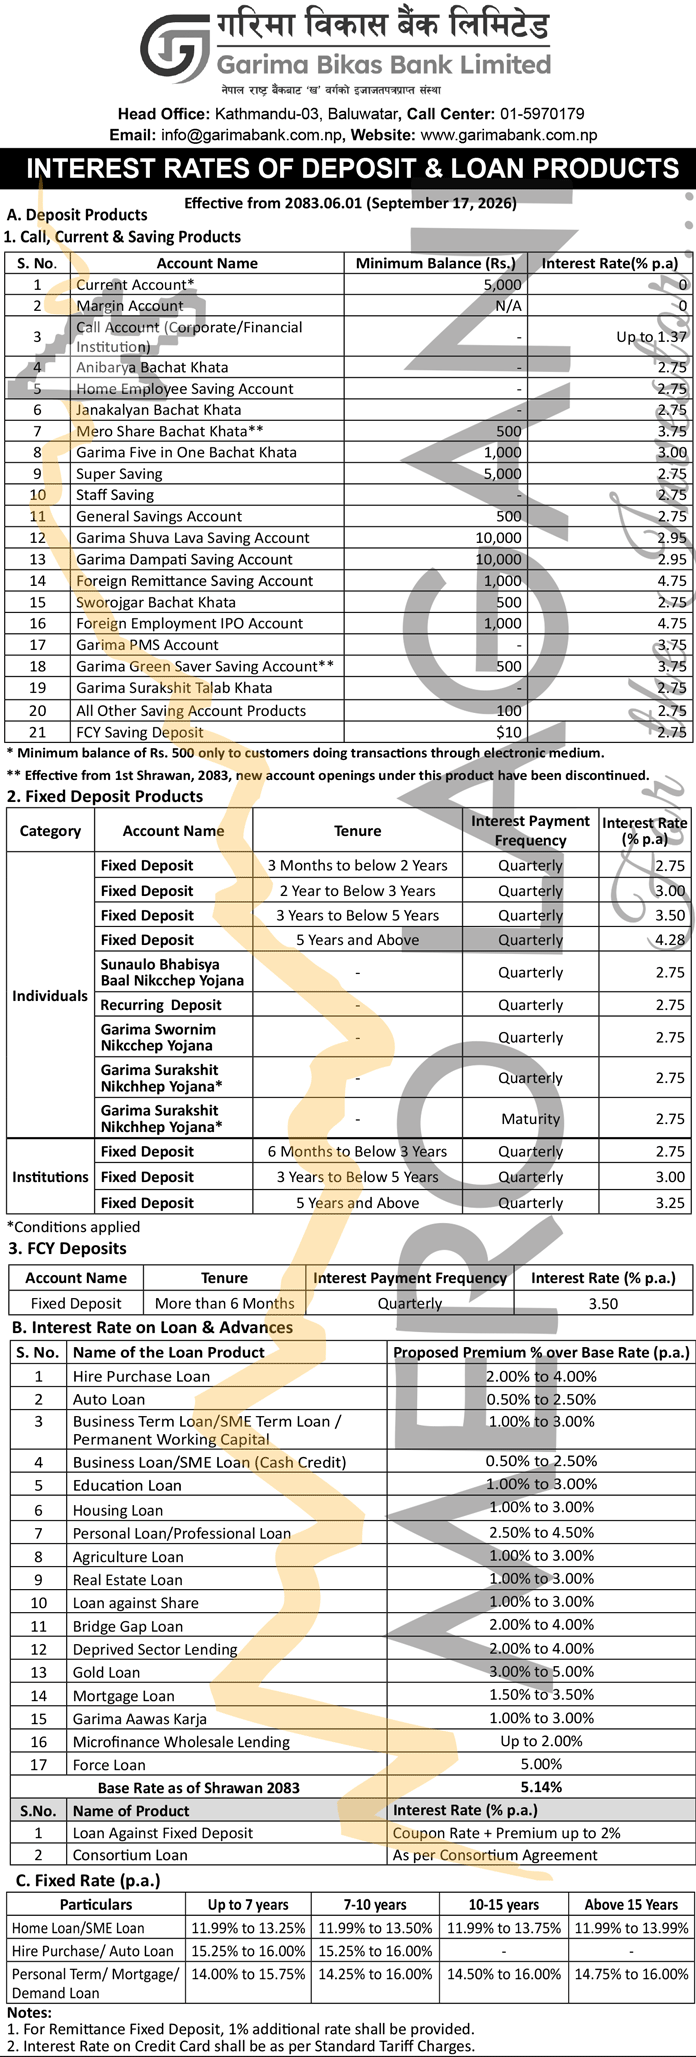 गरिमा विकास बैंक लिमिटेड
Garima Bikas Bank Limited
नेपाल राष्ट्र बैंकबाट 'ख' वर्गको इजाजतपत्रप्राप्त संस्था
Head Office: Kathmandu-03, Baluwatar, Call Center: 01-5970179
Email: info@garimabank.com.np, Website: www.garimabank.com.np
INTEREST RATES OF DEPOSIT & LOAN PRODUCTS
Effective from 2083.06.01 (September 17, 2026)
A. Deposit Products
1. Call, Current & Saving Products
S. No. Account Name Minimum Balance (Rs.) Interest Rate(% p.a)
1 Current Account* 5,000 0
2 Margin Account N/A 0
3 Call Account (Corporate/Financial Institution) - Up to 1.37
4 Anibarya Bachat Khata - 2.75
5 Home Employee Saving Account - 2.75
6 Janakalyan Bachat Khata - 2.75
7 Mero Share Bachat Khata** 500 3.75
8 Garima Five in One Bachat Khata 1,000 3.00
9 Super Saving 5,000 2.75
10 Staff Saving - 2.75
11 General Savings Account 500 2.75
12 Garima Shuva Lava Saving Account 10,000 2.95
13 Garima Dampati Saving Account 10,000 2.95
14 Foreign Remittance Saving Account 1,000 4.75
15 Sworojgar Bachat Khata 500 2.75
16 Foreign Employment IPO Account 1,000 4.75
17 Garima PMS Account - 3.75
18 Garima Green Saver Saving Account** 500 3.75
19 Garima Surakshit Talab Khata - 2.75
20 All Other Saving Account Products 100 2.75
21 FCY Saving Deposit $10 2.75
* Minimum balance of Rs. 500 only to customers doing transactions through electronic medium.
** Effective from 1st Shrawan, 2083, new account openings under this product have been discontinued.
2. Fixed Deposit Products
Category Account Name Tenure Interest Payment Frequency Interest Rate (% p.a)
Individuals
Fixed Deposit 3 Months to below 2 Years Quarterly 2.75
Fixed Deposit 2 Year to Below 3 Years Quarterly 3.00
Fixed Deposit 3 Years to Below 5 Years Quarterly 3.50
Fixed Deposit 5 Years and Above Quarterly 4.28
Sunaulo Bhabisya Baal Nikcchep Yojana - Quarterly 2.75
Recurring Deposit - Quarterly 2.75
Garima Swornim Nikcchep Yojana - Quarterly 2.75
Garima Surakshit Nikchhep Yojana* - Quarterly 2.75
Garima Surakshit Nikchhep Yojana* - Maturity 2.75
Institutions
Fixed Deposit 6 Months to Below 3 Years Quarterly 2.75
Fixed Deposit 3 Years to Below 5 Years Quarterly 3.00
Fixed Deposit 5 Years and Above Quarterly 3.25
*Conditions applied
3. FCY Deposits
Account Name Tenure Interest Payment Frequency Interest Rate (% p.a.)
Fixed Deposit More than 6 Months Quarterly 3.50
B. Interest Rate on Loan & Advances
S. No. Name of the Loan Product Proposed Premium % over Base Rate (p.a.)
1 Hire Purchase Loan 2.00% to 4.00%
2 Auto Loan 0.50% to 2.50%
3 Business Term Loan/SME Term Loan / Permanent Working Capital 1.00% to 3.00%
4 Business Loan/SME Loan (Cash Credit) 0.50% to 2.50%
5 Education Loan 1.00% to 3.00%
6 Housing Loan 1.00% to 3.00%
7 Personal Loan/Professional Loan 2.50% to 4.50%
8 Agriculture Loan 1.00% to 3.00%
9 Real Estate Loan 1.00% to 3.00%
10 Loan against Share 1.00% to 3.00%
11 Bridge Gap Loan 2.00% to 4.00%
12 Deprived Sector Lending 2.00% to 4.00%
13 Gold Loan 3.00% to 5.00%
14 Mortgage Loan 1.50% to 3.50%
15 Garima Aawas Karja 1.00% to 3.00%
16 Microfinance Wholesale Lending Up to 2.00%
17 Force Loan 5.00%
Base Rate as of Shrawan 2083 5.14%
S.No. Name of Product Interest Rate (% p.a.)
1 Loan Against Fixed Deposit Coupon Rate + Premium up to 2%
2 Consortium Loan As per Consortium Agreement
C. Fixed Rate (p.a.)
Particulars Up to 7 years 7-10 years 10-15 years Above 15 Years
Home Loan/SME Loan 11.99% to 13.25% 11.99% to 13.50% 11.99% to 13.75% 11.99% to 13.99%
Hire Purchase/ Auto Loan 15.25% to 16.00% 15.25% to 16.00% - -
Personal Term/ Mortgage/ Demand Loan 14.00% to 15.75% 14.25% to 16.00% 14.50% to 16.00% 14.75% to 16.00%
Notes:
1. For Remittance Fixed Deposit, 1% additional rate shall be provided.
2. Interest Rate on Credit Card shall be as per Standard Tariff Charges.
MERO LAGANI
For the Investor...